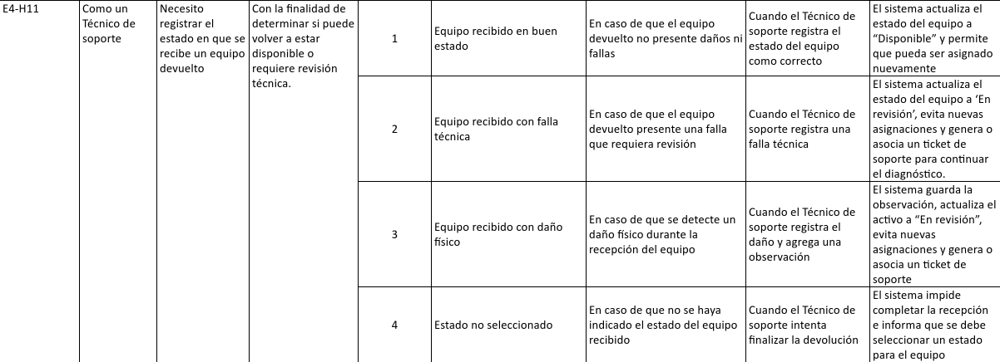 E4-H11
Como un
Técnico de
soporte
Necesito
registrar el
estado en que se
recibe un equipo
devuelto
Con la finalidad de
determinar si puede
volver a estar
disponible o
requiere revisión
técnica.
1
Equipo recibido en buen
estado
En caso de que el equipo
devuelto no presente daños ni
fallas
Cuando el Técnico de
soporte registra el
estado del equipo
como correcto
El sistema actualiza el
estado del equipo a
“Disponible” y permite
que pueda ser asignado
nuevamente
2
Equipo recibido con falla
técnica
En caso de que el equipo
devuelto presente una falla
que requiera revisión
Cuando el Técnico de
soporte registra una
falla técnica
El sistema actualiza el
estado del equipo a ‘En
revisión’, evita nuevas
asignaciones y genera o
asocia un ticket de
soporte para continuar
el diagnóstico.
3
Equipo recibido con daño
físico
En caso de que se detecte un
daño físico durante la
recepción del equipo
Cuando el Técnico de
soporte registra el
daño y agrega una
observación
El sistema guarda la
observación, actualiza el
activo a “En revisión”,
evita nuevas
asignaciones y genera o
asocia un ticket de
soporte
4
Estado no seleccionado
En caso de que no se haya
indicado el estado del equipo
recibido
Cuando el Técnico de
soporte intenta
finalizar la devolución
El sistema impide
completar la recepción
e informa que se debe
seleccionar un estado
para el equipo